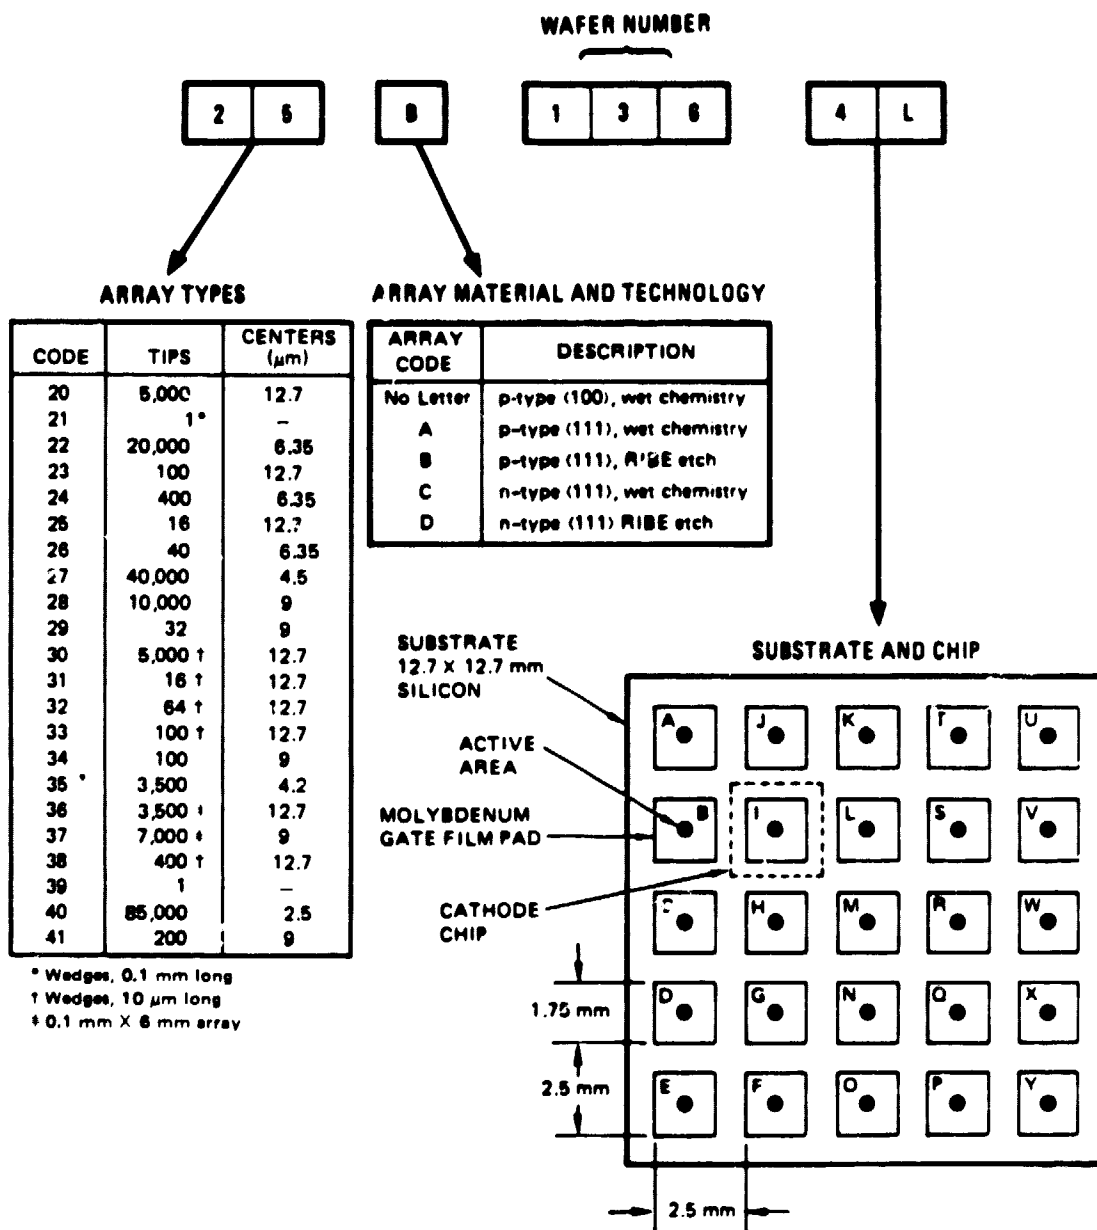 WAFER NUMBER
2 5 B 1 3 6 4 L
ARRAY TYPES
CODE TIPS CENTERS (μm)
20 5,000 12.7
21 1* –
22 20,000 6.35
23 100 12.7
24 400 6.35
25 16 12.7
26 40 6.35
27 40,000 4.5
28 10,000 9
29 32 9
30 5,000 † 12.7
31 16 † 12.7
32 64 † 12.7
33 100 † 12.7
34 100 9
35 * 3,500 4.2
36 3,500 ‡ 12.7
37 7,000 ‡ 9
38 400 † 12.7
39 1 –
40 85,000 2.5
41 200 9
* Wedges, 0.1 mm long
† Wedges, 10 μm long
‡ 0.1 mm X 6 mm array
ARRAY MATERIAL AND TECHNOLOGY
ARRAY CODE DESCRIPTION
No Letter p-type (100), wet chemistry
A p-type (111), wet chemistry
B p-type (111), RIBE etch
C n-type (111), wet chemistry
D n-type (111) RIBE etch
SUBSTRATE AND CHIP
SUBSTRATE
12.7 X 12.7 mm
SILICON
ACTIVE
AREA
MOLYBDENUM
GATE FILM PAD
CATHODE
CHIP
A J K T U
B I L S V
C H M R W
D G N Q X
E F O P Y
1.75 mm
2.5 mm
2.5 mm